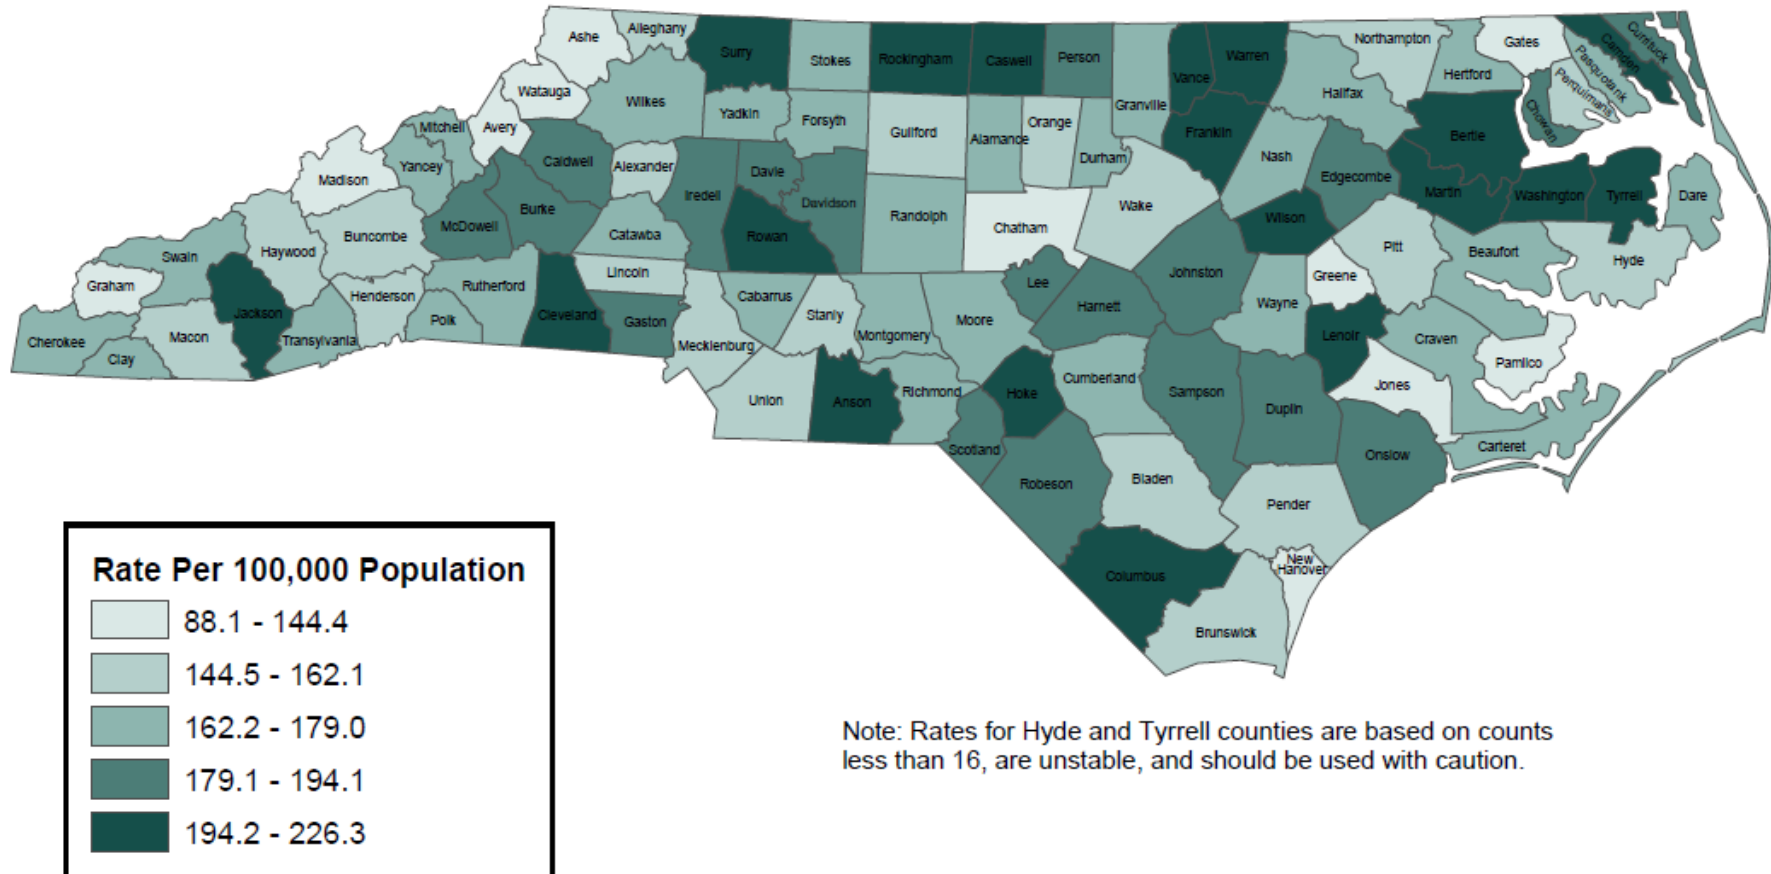 Ashe
Alleghany
Surry
Stokes
Rockingham
Caswell
Person
Granville
Vance
Warren
Northampton
Gates
Hertford
Halifax
Currituck
Camden
Pasquotank
Perquimans
Chowan
Watauga
Wilkes
Yadkin
Forsyth
Guilford
Alamance
Orange
Durham
Franklin
Nash
Bertie
Mitchell
Avery
Yancey
Madison
Caldwell
Alexander
Iredell
Davie
Davidson
Randolph
Chatham
Wake
Edgecombe
Martin
Washington
Tyrrell
Dare
McDowell
Burke
Catawba
Rowan
Wilson
Pitt
Beaufort
Hyde
Buncombe
Haywood
Swain
Graham
Lincoln
Lee
Johnston
Greene
Cherokee
Clay
Macon
Jackson
Transylvania
Henderson
Polk
Rutherford
Cleveland
Gaston
Mecklenburg
Cabarrus
Stanly
Montgomery
Moore
Harnett
Wayne
Lenoir
Craven
Pamlico
Jones
Union
Anson
Richmond
Hoke
Cumberland
Sampson
Duplin
Onslow
Carteret
Scotland
Robeson
Bladen
Pender
New
Hanover
Columbus
Brunswick
Rate Per 100,000 Population
88.1 - 144.4
144.5 - 162.1
162.2 - 179.0
179.1 - 194.1
194.2 - 226.3
Note: Rates for Hyde and Tyrrell counties are based on counts
less than 16, are unstable, and should be used with caution.